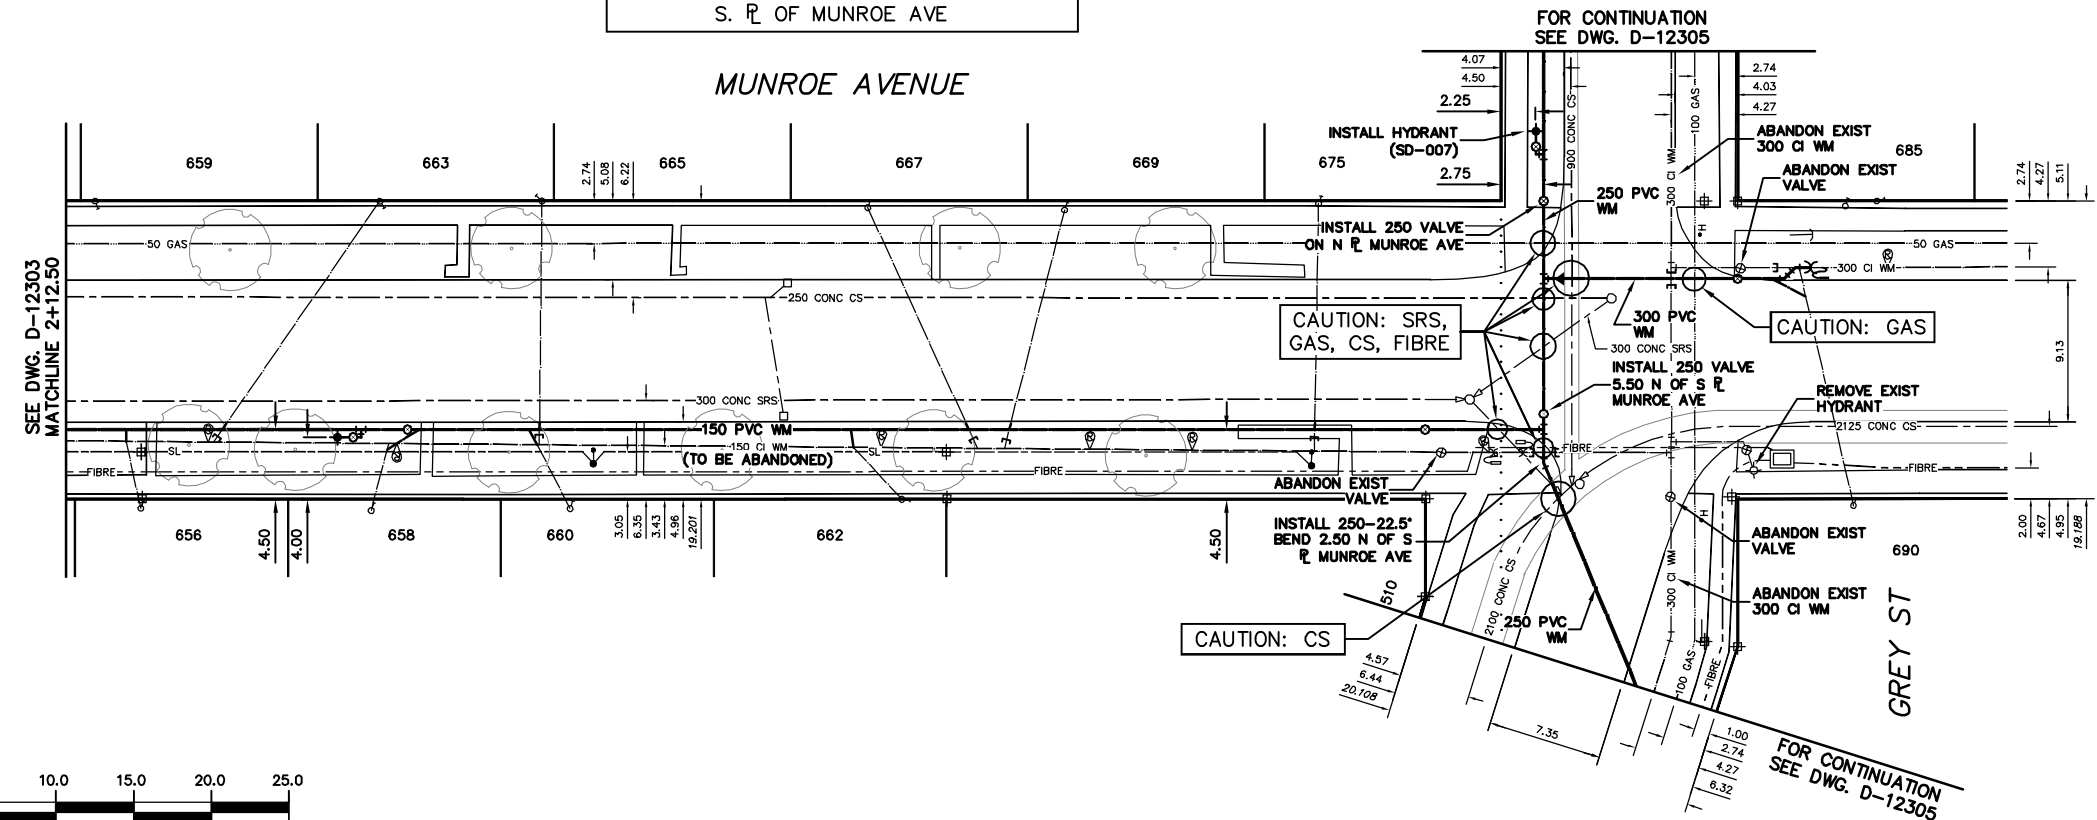 S. ⅊ OF MUNROE AVE
MUNROE AVENUE
FOR CONTINUATION
SEE DWG. D-12305
4.07
4.50
2.25
2.75
2.74
4.03
4.27
INSTALL HYDRANT
(SD-007)
900 CONC CS
100 GAS
300 CI WM
ABANDON EXIST
300 CI WM
ABANDON EXIST
VALVE
685
659
663
665
667
669
675
2.74
5.08
6.22
2.74
4.27
5.11
250 PVC
WM
INSTALL 250 VALVE
ON N ⅊ MUNROE AVE
H
50 GAS
50 GAS
300 CI WM
SEE DWG. D-12303
MATCHLINE 2+12.50
250 CONC CS
CAUTION: SRS,
GAS, CS, FIBRE
300 PVC
WM
CAUTION: GAS
300 CONC SRS
9.13
INSTALL 250 VALVE
5.50 N OF S ⅊
MUNROE AVE
REMOVE EXIST
HYDRANT
300 CONC SRS
150 PVC WM
150 CI WM
(TO BE ABANDONED)
SL
SL
2125 CONC CS
FIBRE
FIBRE
FIBRE
FIBRE
ABANDON EXIST
VALVE
INSTALL 250-22.5°
BEND 2.50 N OF S
⅊ MUNROE AVE
656
658
660
662
4.50
4.00
3.05
6.35
3.43
4.96
19.201
4.50
H
ABANDON EXIST
VALVE
690
2.00
4.67
4.95
19.188
510
2100 CONC CS
250 PVC
WM
300 CI WM
ABANDON EXIST
300 CI WM
GREY ST
CAUTION: CS
100 GAS
FIBRE
4.57
6.44
20.108
7.35
1.00
2.74
4.27
6.32
FOR CONTINUATION
SEE DWG. D-12305
10.0 15.0 20.0 25.0